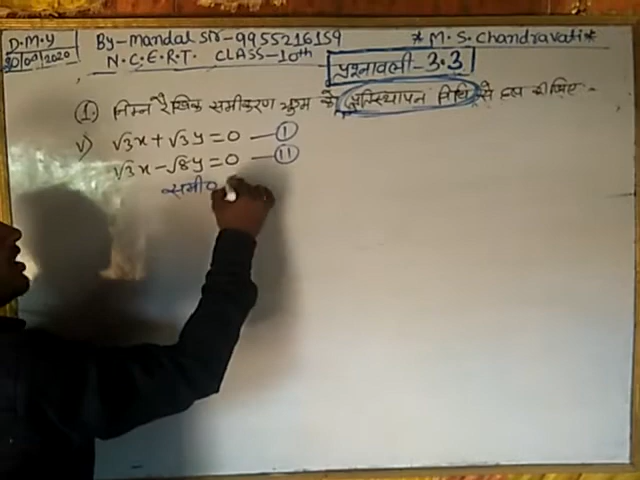 D.M.Y By-Mandal Sir-9955216159 *M.S.Chandravati*
20/09/2020 N.C.E.R.T. CLASS-10th प्रश्नावली-3.3
①. निम्न रैखिक समीकरण युग्म को प्रतिस्थापन विधि से हल कीजिए:-
v) √3x+√3y=0 —①
√3x-√8y=0 —⑪
समी०